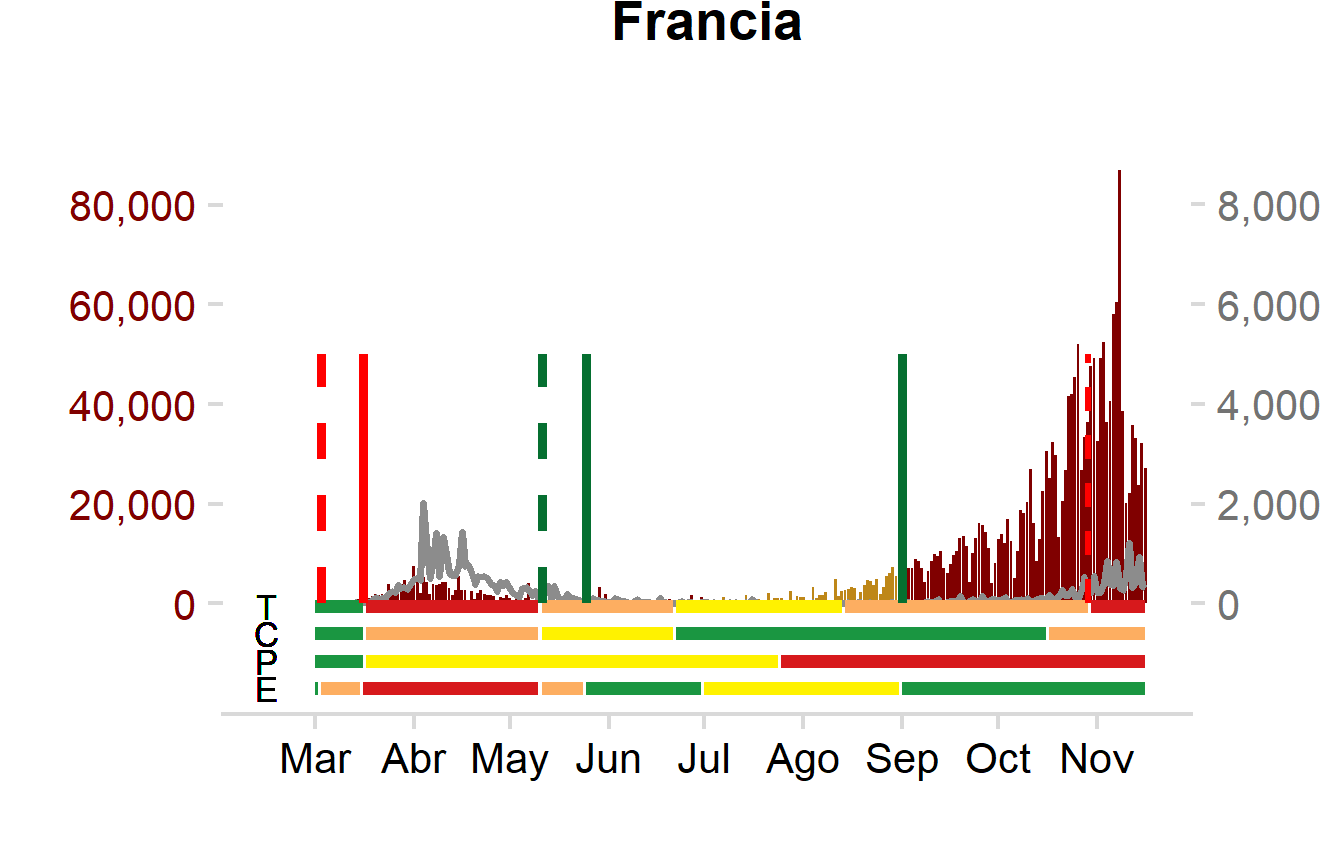 Francia
80,000 8,000
60,000 6,000
40,000 4,000
20,000 2,000
0 0
T
C
P
E
Mar Abr May Jun Jul Ago Sep Oct Nov